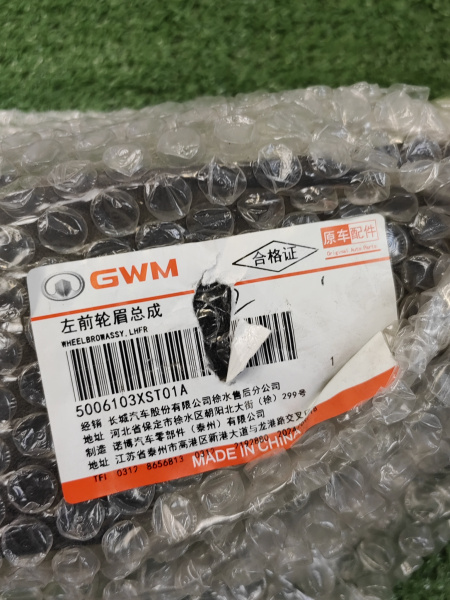 GWM
合格证
原车配件
Original Auto Parts
左前轮眉总成
WHEELBROWASSY,LHFR
5006103XST01A
1
经销 长城汽车股份有限公司徐水售后分公司
地址 河北省保定市徐水区朝阳北大街（徐）299号
制造 诺博汽车零部件（泰州）有限公司
地址 江苏省泰州市高港区新港大道与龙港路交叉
TEl 0317 8656813
MADE IN CHINA